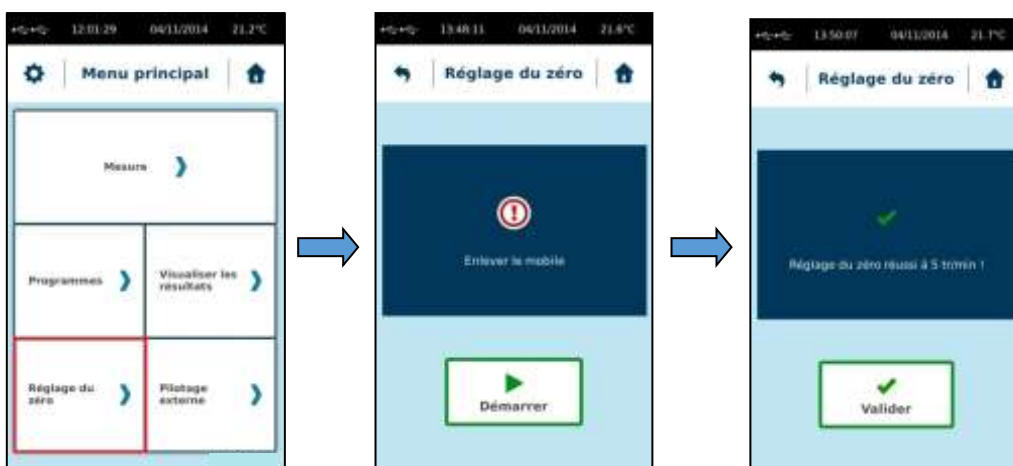 12:01:29 04/11/2014 21.2°C
Menu principal
Mesure
Programmes
Visualiser les
résultats
Réglage du
zéro
Pilotage
externe
13:48:11 04/11/2014 21.6°C
Réglage du zéro
Enlever le mobile
Démarrer
13:50:07 04/11/2014 21.7°C
Réglage du zéro
Réglage du zéro réussi à 5 tr/min !
Valider